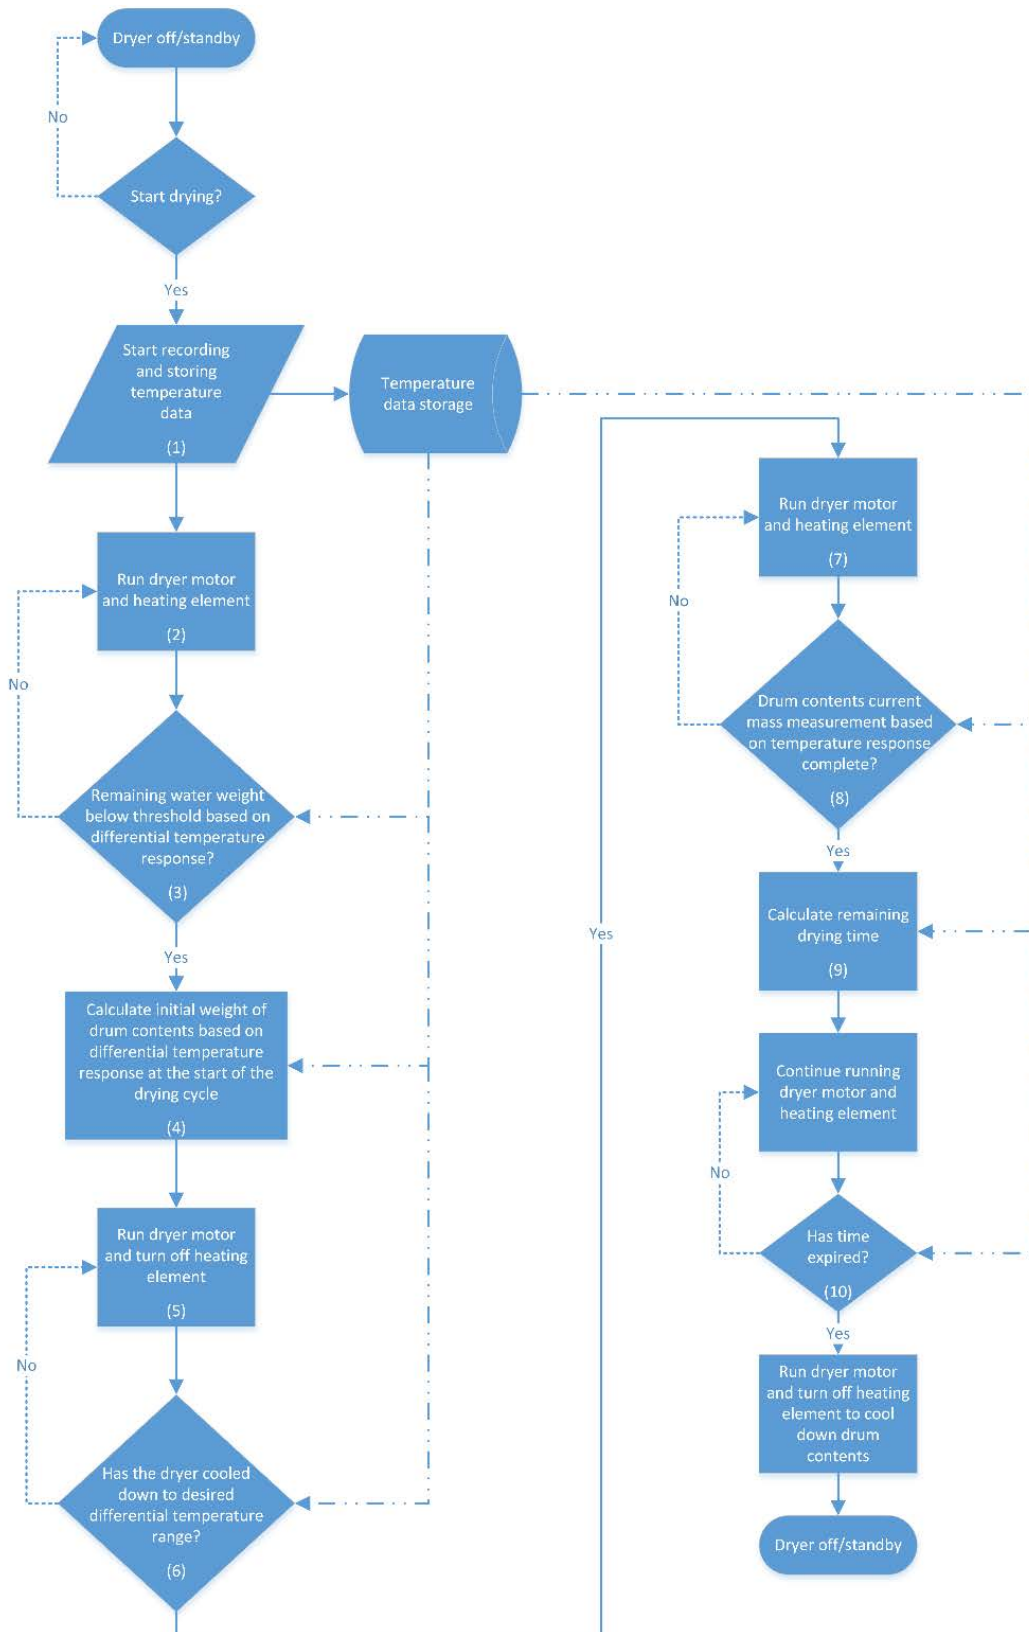 Dryer off/standby
No
Start drying?
Yes
Start recording
and storing
temperature
data
(1)
Temperature
data storage
Run dryer motor
and heating element
(2)
No
Remaining water weight
below threshold based on
differential temperature
response?
(3)
Yes
Calculate initial weight of
drum contents based on
differential temperature
response at the start of the
drying cycle
(4)
Run dryer motor
and turn off heating
element
(5)
No
Has the dryer cooled
down to desired
differential temperature
range?
(6)
Yes
Run dryer motor
and heating element
(7)
No
Drum contents current
mass measurement based
on temperature response
complete?
(8)
Yes
Calculate remaining
drying time
(9)
Continue running
dryer motor and
heating element
No
Has time
expired?
(10)
Yes
Run dryer motor
and turn off heating
element to cool
down drum
contents
Dryer off/standby